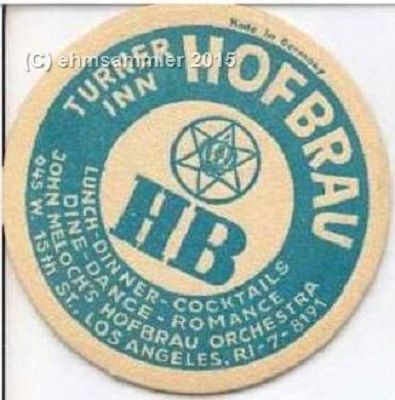 (C) ehmsammler 2015
Made in Germany
TURNER
INN
HOFBRAU
HB
LUNCH-DINNER-COCKTAILS
DINE-DANCE-ROMANCE
JOHN MELOCH'S HOFBRAU ORCHESTRA
645 W. 15th ST., LOS ANGELES, RI-7-8191